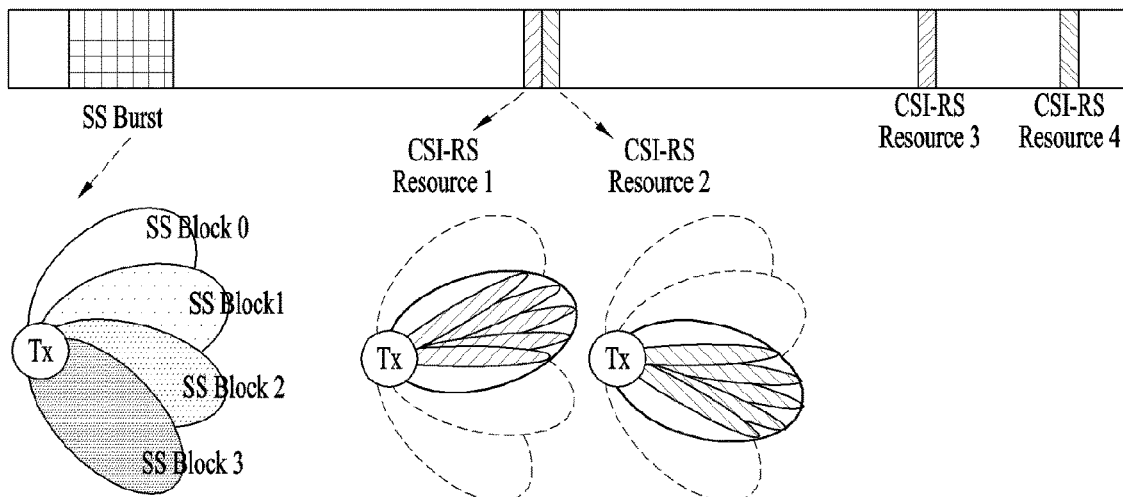 SS Burst
CSI-RS
Resource 1
CSI-RS
Resource 2
CSI-RS
Resource 3
CSI-RS
Resource 4
SS Block 0
SS Block1
SS Block 2
SS Block 3
Tx
Tx
Tx